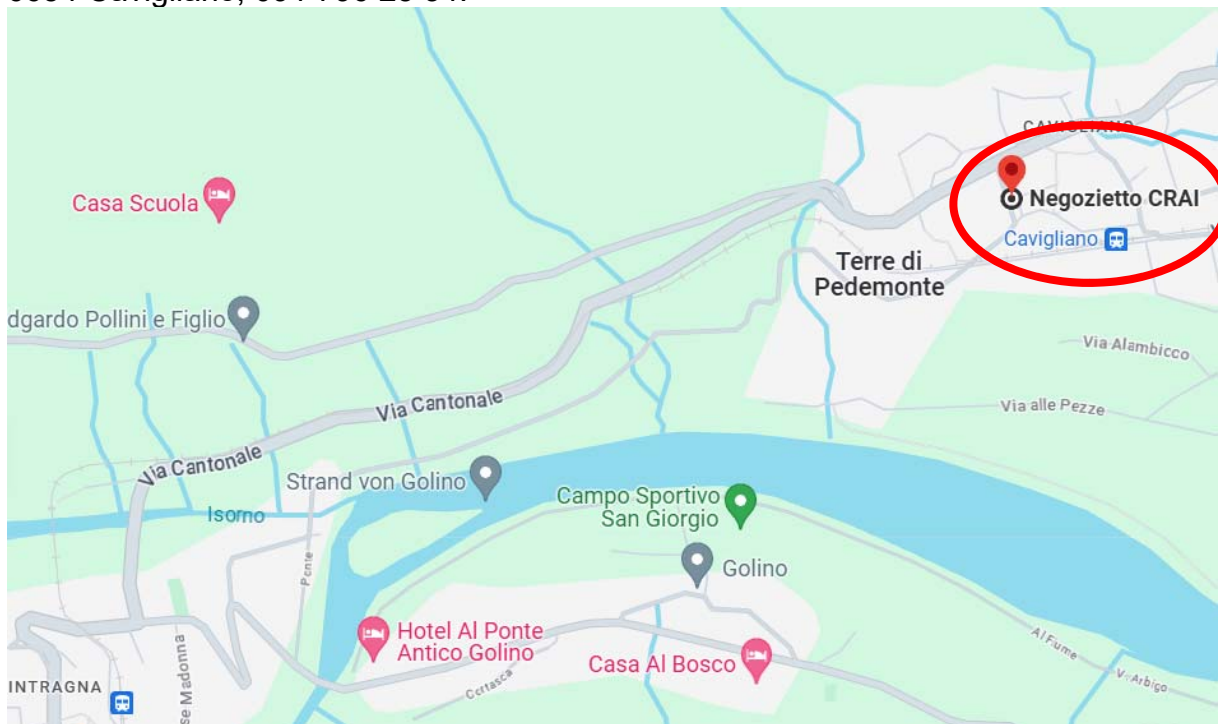 CAVIGLIANO
Negozietto CRAI
Cavigliano
Casa Scuola
Terre di
Pedemonte
dgardo Pollini e Figlio
Via Alambicco
Via Cantonale
Via alle Pezze
Via Cantonale
Strand von Golino
Campo Sportivo
San Giorgio
Isorno
Ponte
Golino
Hotel Al Ponte
Antico Golino
Casa Al Bosco
Al Fiume
V. Arbigo
INTRAGNA
se Madonna
Cortasca